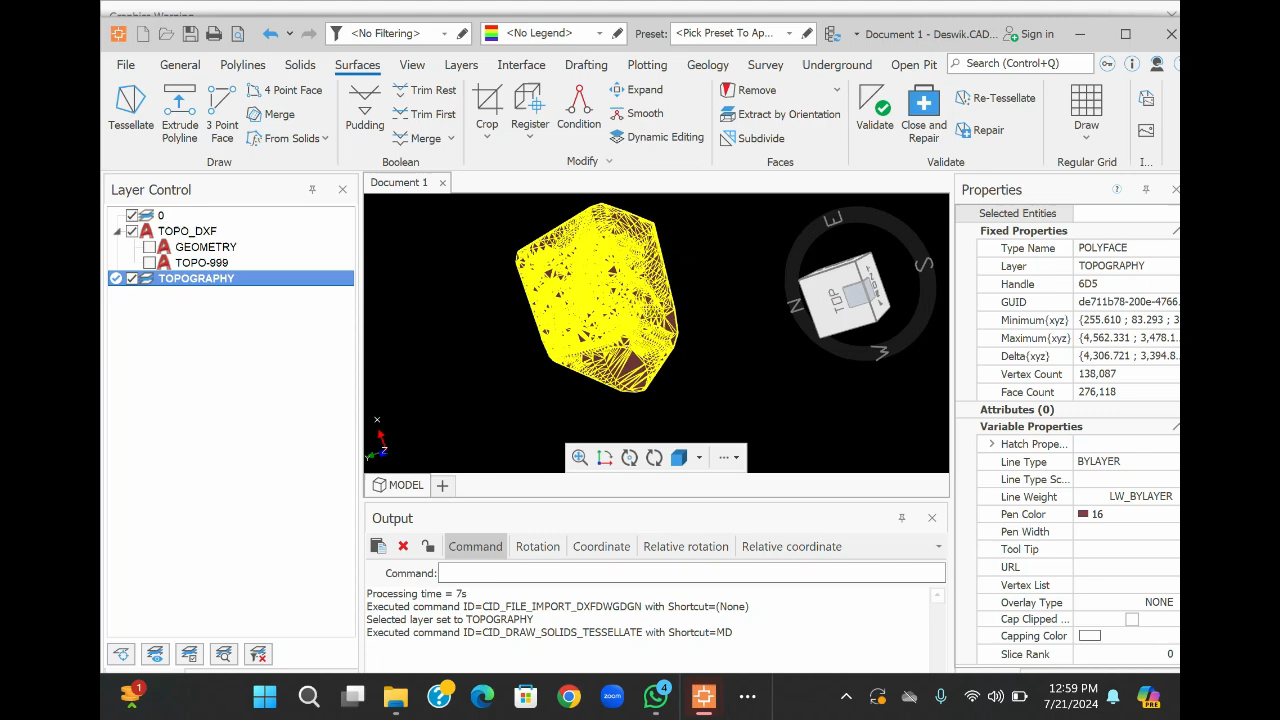 <No Filtering>
<No Legend>
Preset:
<Pick Preset To Ap...
Document 1 - Deswik.CAD...
Sign in
File
General
Polylines
Solids
Surfaces
View
Layers
Interface
Drafting
Plotting
Geology
Survey
Underground
Open Pit
Search (Control+Q)
Tessellate
Extrude Polyline
3 Point Face
4 Point Face
Merge
From Solids
Draw
Pudding
Trim Rest
Trim First
Merge
Boolean
Crop
Register
Condition
Expand
Smooth
Dynamic Editing
Modify
Remove
Extract by Orientation
Subdivide
Faces
Validate
Close and Repair
Re-Tessellate
Repair
Validate
Draw
Regular Grid
I...
Layer Control
0
TOPO_DXF
GEOMETRY
TOPO-999
TOPOGRAPHY
Document 1
E
S
N
W
TOP
X
Y
Z
MODEL
Output
Command
Rotation
Coordinate
Relative rotation
Relative coordinate
Command:
Processing time = 7s
Executed command ID=CID_FILE_IMPORT_DXFDWGDGN with Shortcut=(None)
Selected layer set to TOPOGRAPHY
Executed command ID=CID_DRAW_SOLIDS_TESSELLATE with Shortcut=MD
Properties
Selected Entities
Fixed Properties
Type Name POLYFACE
Layer TOPOGRAPHY
Handle 6D5
GUID de711b78-200e-4766
Minimum{xyz} {255.610 ; 83.293 ; 3
Maximum{xyz} {4,562.331 ; 3,478.1...
Delta{xyz} {4,306.721 ; 3,394.8...
Vertex Count 138,087
Face Count 276,118
Attributes (0)
Variable Properties
Hatch Prope...
Line Type BYLAYER
Line Type Sc...
Line Weight LW_BYLAYER
Pen Color 16
Pen Width
Tool Tip
URL
Vertex List
Overlay Type NONE
Cap Clipped ...
Capping Color
Slice Rank 0
1
zoom
4
12:59 PM
7/21/2024
PRE